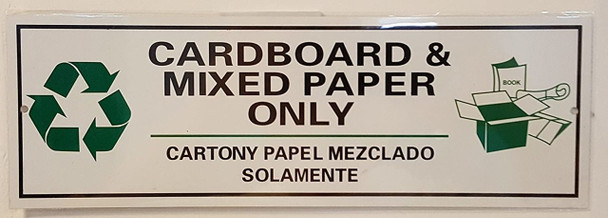 CARDBOARD &
MIXED PAPER
ONLY
CARTONY PAPEL MEZCLADO
SOLAMENTE
BOOK